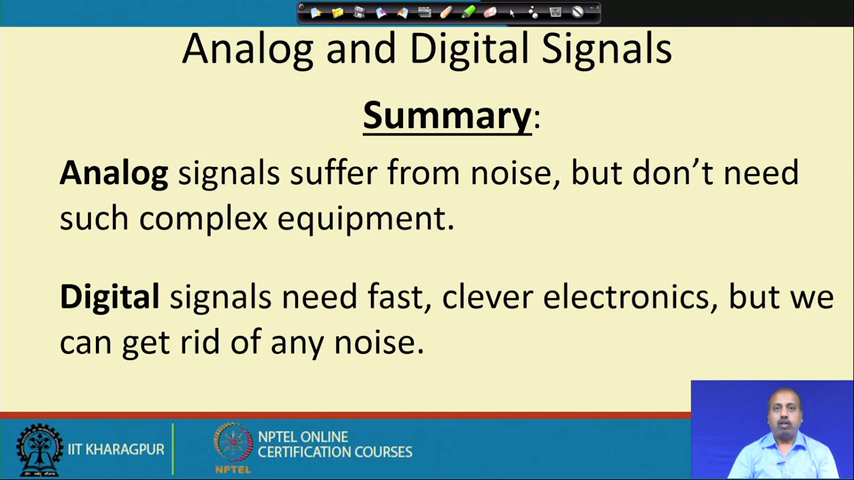 Analog and Digital Signals
Summary:
Analog signals suffer from noise, but don’t need
such complex equipment.
Digital signals need fast, clever electronics, but we
can get rid of any noise.
IIT KHARAGPUR
NPTEL
NPTEL ONLINE
CERTIFICATION COURSES